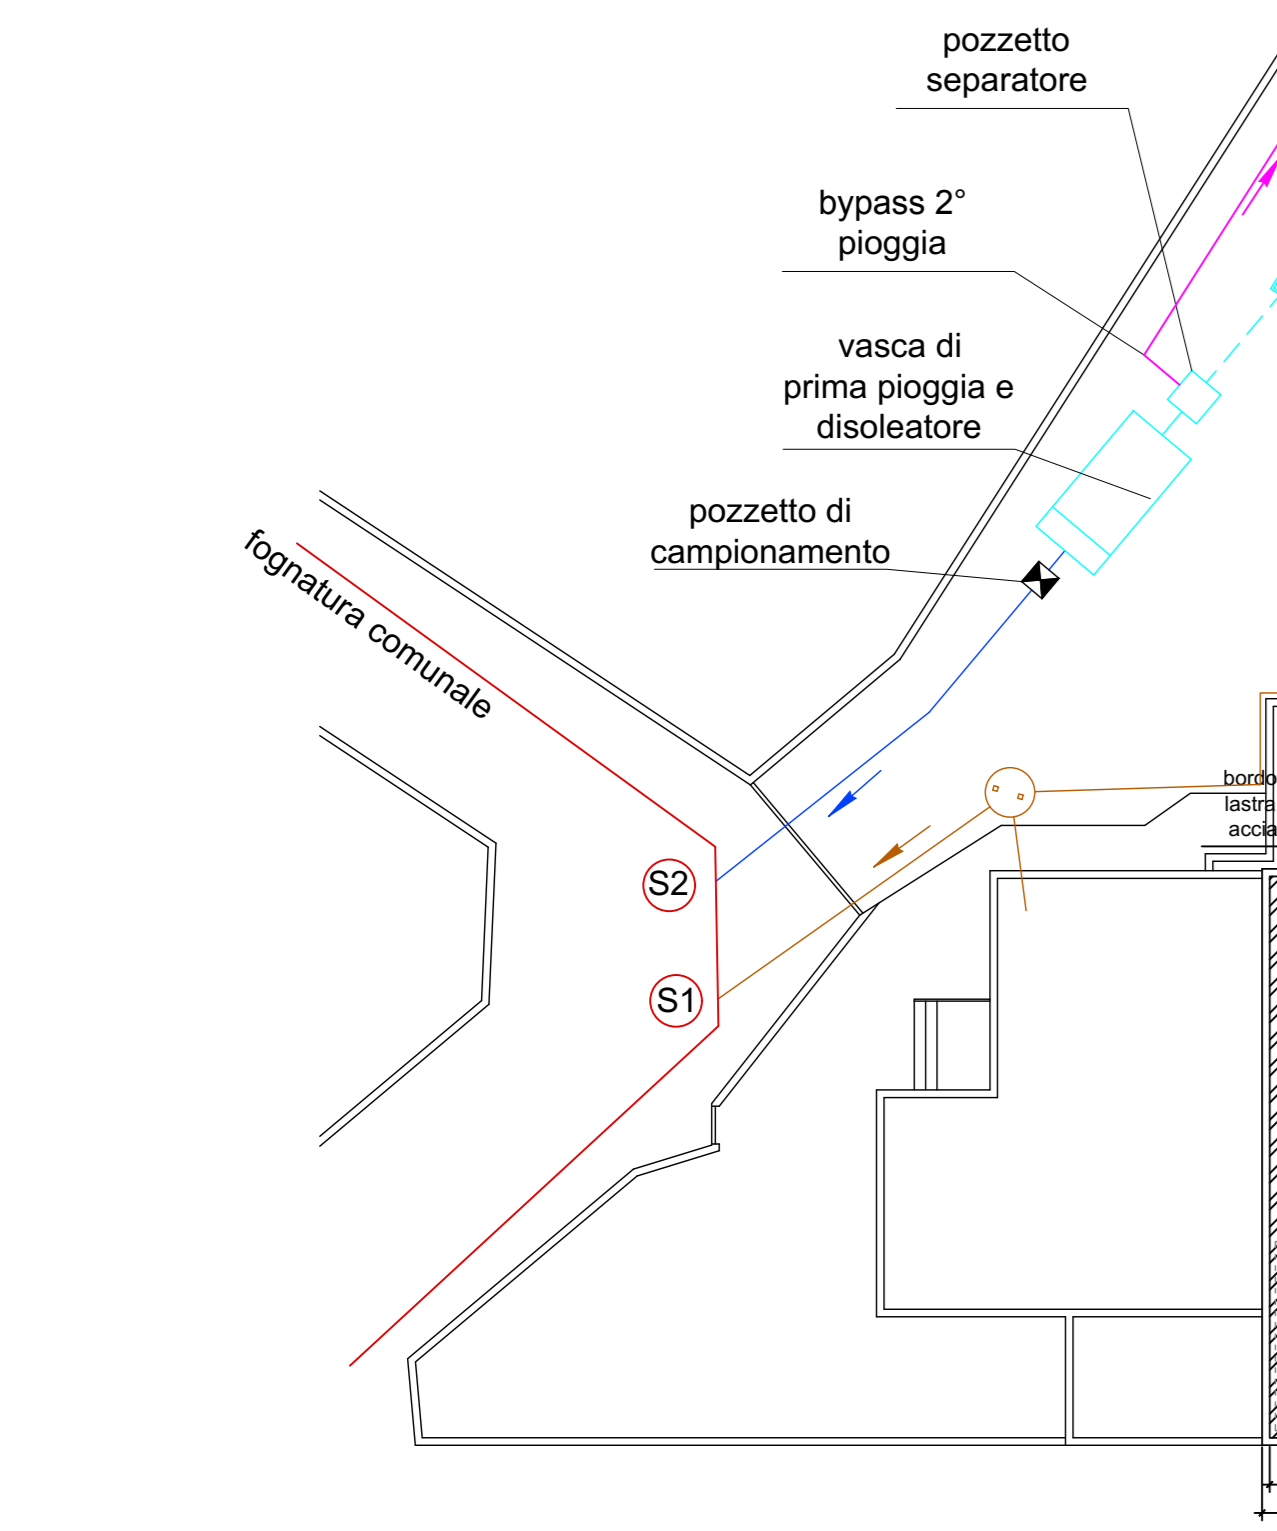 pozzetto
separatore
bypass 2°
pioggia
vasca di
prima pioggia e
disoleatore
pozzetto di
campionamento
fognatura comunale
bordo
lastra
accia
S2
S1